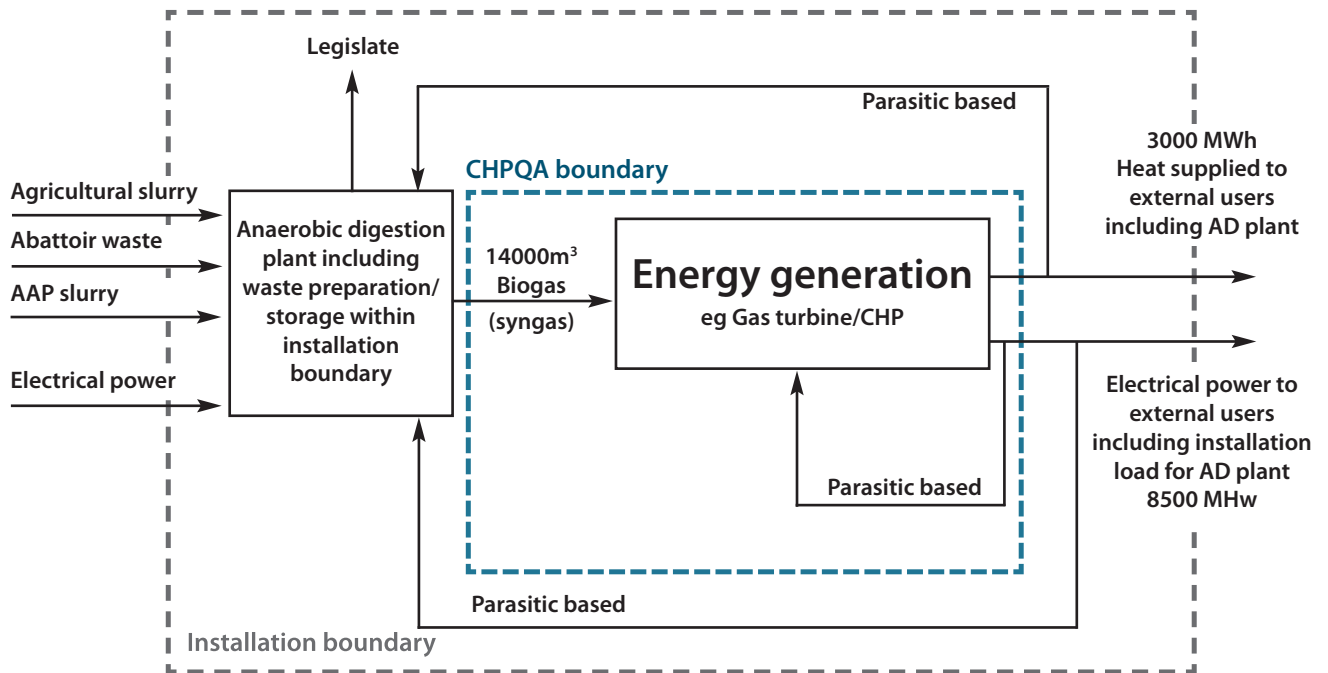 Legislate
Parasitic based
3000 MWh
Heat supplied to
external users
including AD plant
CHPQA boundary
Agricultural slurry
Abattoir waste
AAP slurry
Electrical power
Anaerobic digestion
plant including
waste preparation/
storage within
installation
boundary
14000m³
Biogas
(syngas)
Energy generation
eg Gas turbine/CHP
Electrical power to
external users
including installation
load for AD plant
8500 MHw
Parasitic based
Parasitic based
Installation boundary